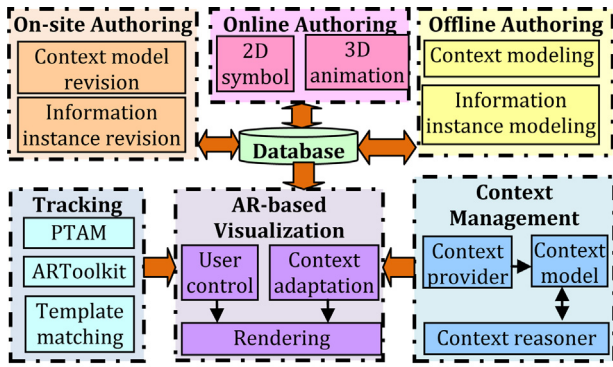 On-site Authoring
Context model
revision
Information
instance revision
Online Authoring
2D
symbol
3D
animation
Offline Authoring
Context modeling
Information
instance modeling
Database
Tracking
PTAM
ARToolkit
Template
matching
AR-based
Visualization
User
control
Context
adaptation
Rendering
Context
Management
Context
provider
Context
model
Context reasoner